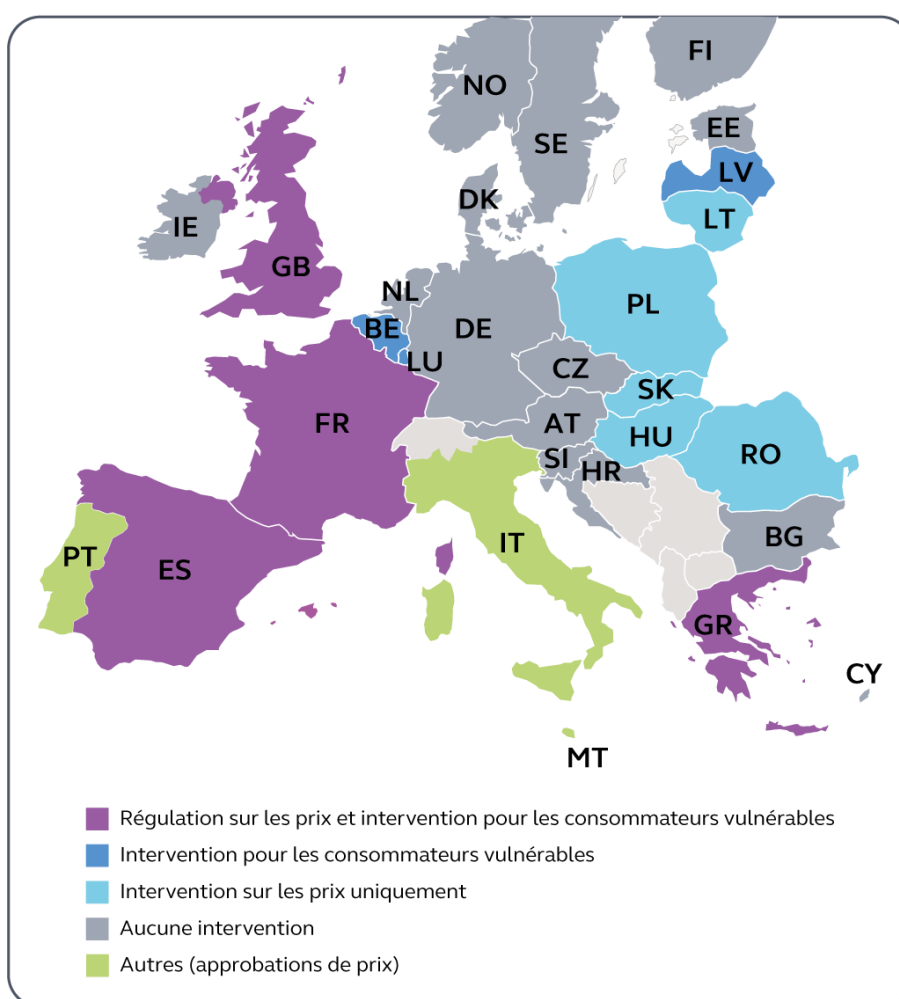 FI
NO
EE
SE
LV
DK
LT
IE
GB
NL
PL
BE
DE
LU
CZ
SK
FR
AT
HU
SI
RO
HR
IT
BG
PT
ES
GR
CY
MT
Régulation sur les prix et intervention pour les consommateurs vulnérables
Intervention pour les consommateurs vulnérables
Intervention sur les prix uniquement
Aucune intervention
Autres (approbations de prix)